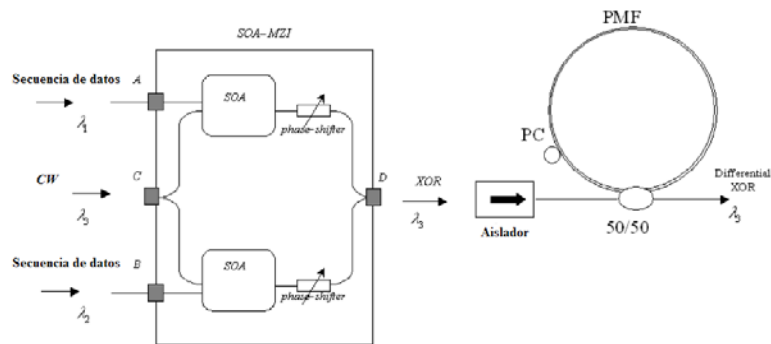 SOA-MZI
Secuencia de datos
A
λ1
SOA
phase-shifter
CW
C
λ3
D
XOR
λ3
Secuencia de datos
B
λ2
SOA
phase-shifter
PMF
PC
Aislador
50/50
Differential
XOR
λ3